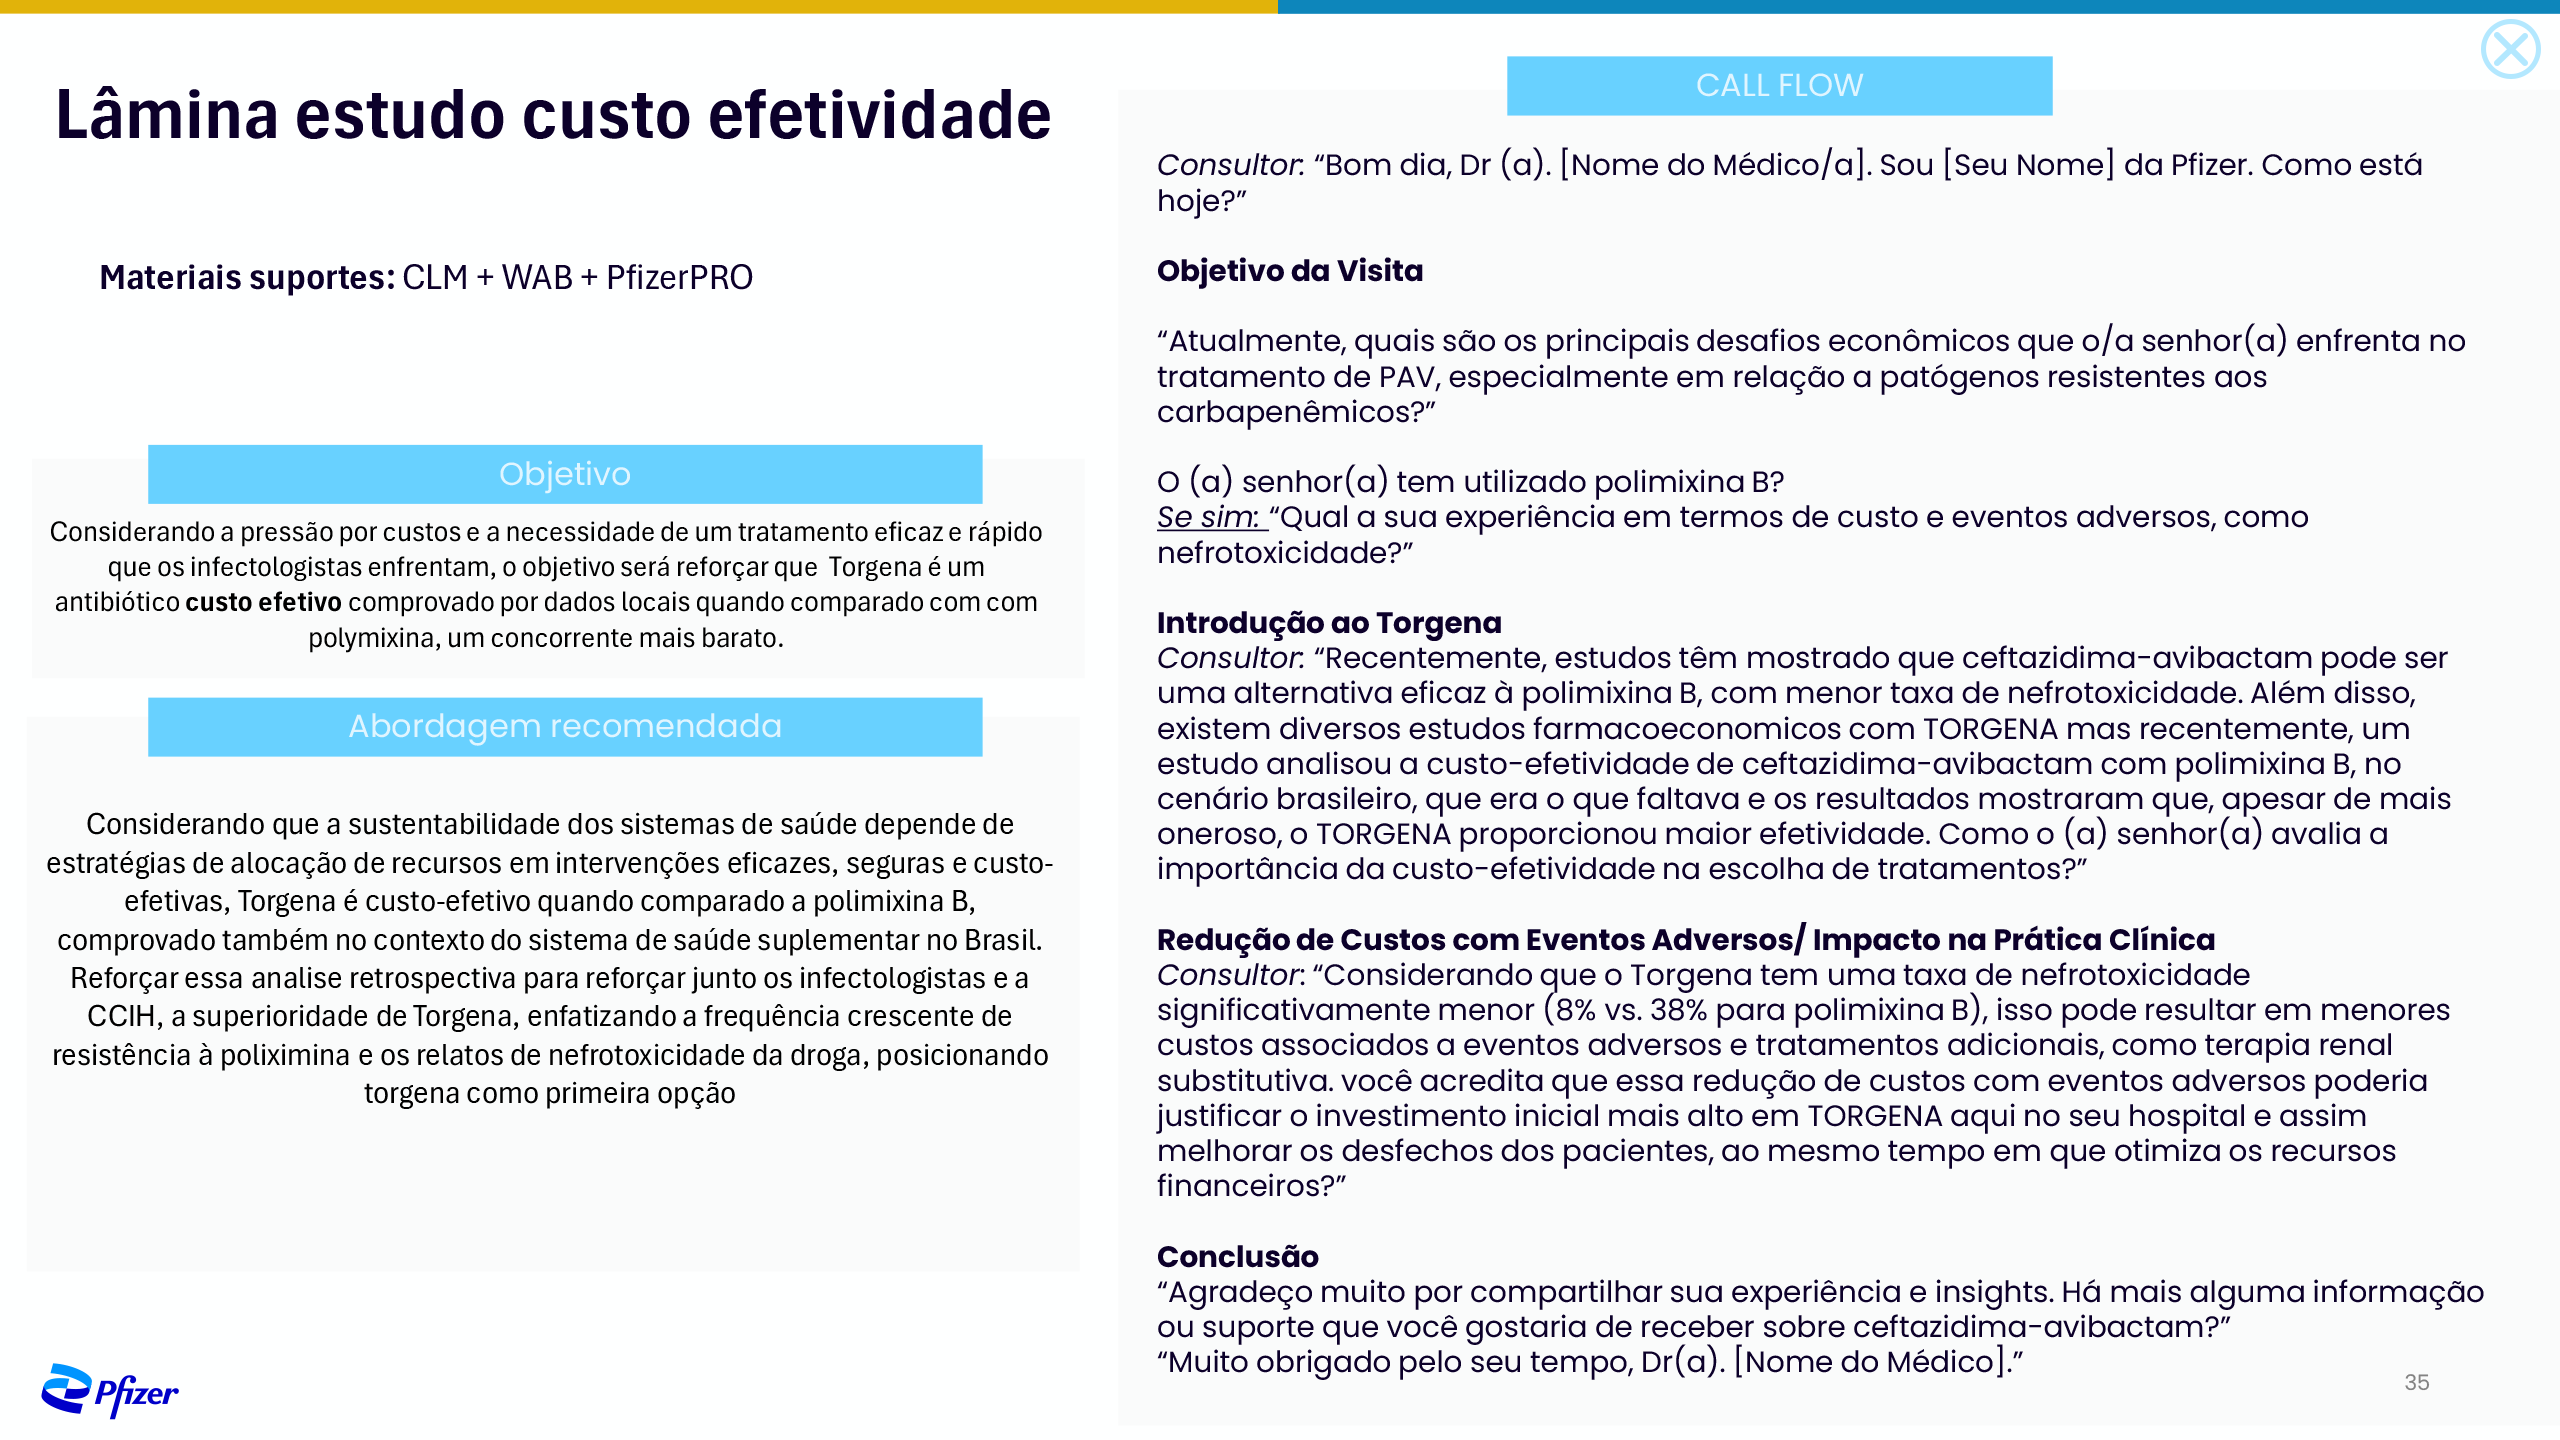 Lâmina estudo custo efetividade
Materiais suportes: CLM + WAB + PfizerPRO
Objetivo
Considerando a pressão por custos e a necessidade de um tratamento eficaz e rápido
que os infectologistas enfrentam, o objetivo será reforçar que Torgena é um
antibiótico custo efetivo comprovado por dados locais quando comparado com com
polymixina, um concorrente mais barato.
Abordagem recomendada
Considerando que a sustentabilidade dos sistemas de saúde depende de
estratégias de alocação de recursos em intervenções eficazes, seguras e custo-
efetivas, Torgena é custo-efetivo quando comparado a polimixina B,
comprovado também no contexto do sistema de saúde suplementar no Brasil.
Reforçar essa analise retrospectiva para reforçar junto os infectologistas e a
CCIH, a superioridade de Torgena, enfatizando a frequência crescente de
resistência à poliximina e os relatos de nefrotoxicidade da droga, posicionando
torgena como primeira opção
Pfizer
CALL FLOW
Consultor: “Bom dia, Dr (a). [Nome do Médico/a]. Sou [Seu Nome] da Pfizer. Como está
hoje?”
Objetivo da Visita
“Atualmente, quais são os principais desafios econômicos que o/a senhor(a) enfrenta no
tratamento de PAV, especialmente em relação a patógenos resistentes aos
carbapenêmicos?”
O (a) senhor(a) tem utilizado polimixina B?
Se sim: “Qual a sua experiência em termos de custo e eventos adversos, como
nefrotoxicidade?”
Introdução ao Torgena
Consultor: “Recentemente, estudos têm mostrado que ceftazidima-avibactam pode ser
uma alternativa eficaz à polimixina B, com menor taxa de nefrotoxicidade. Além disso,
existem diversos estudos farmacoeconomicos com TORGENA mas recentemente, um
estudo analisou a custo-efetividade de ceftazidima-avibactam com polimixina B, no
cenário brasileiro, que era o que faltava e os resultados mostraram que, apesar de mais
oneroso, o TORGENA proporcionou maior efetividade. Como o (a) senhor(a) avalia a
importância da custo-efetividade na escolha de tratamentos?”
Redução de Custos com Eventos Adversos/ Impacto na Prática Clínica
Consultor: “Considerando que o Torgena tem uma taxa de nefrotoxicidade
significativamente menor (8% vs. 38% para polimixina B), isso pode resultar em menores
custos associados a eventos adversos e tratamentos adicionais, como terapia renal
substitutiva. você acredita que essa redução de custos com eventos adversos poderia
justificar o investimento inicial mais alto em TORGENA aqui no seu hospital e assim
melhorar os desfechos dos pacientes, ao mesmo tempo em que otimiza os recursos
financeiros?”
Conclusão
“Agradeço muito por compartilhar sua experiência e insights. Há mais alguma informação
ou suporte que você gostaria de receber sobre ceftazidima-avibactam?”
“Muito obrigado pelo seu tempo, Dr(a). [Nome do Médico].”
35